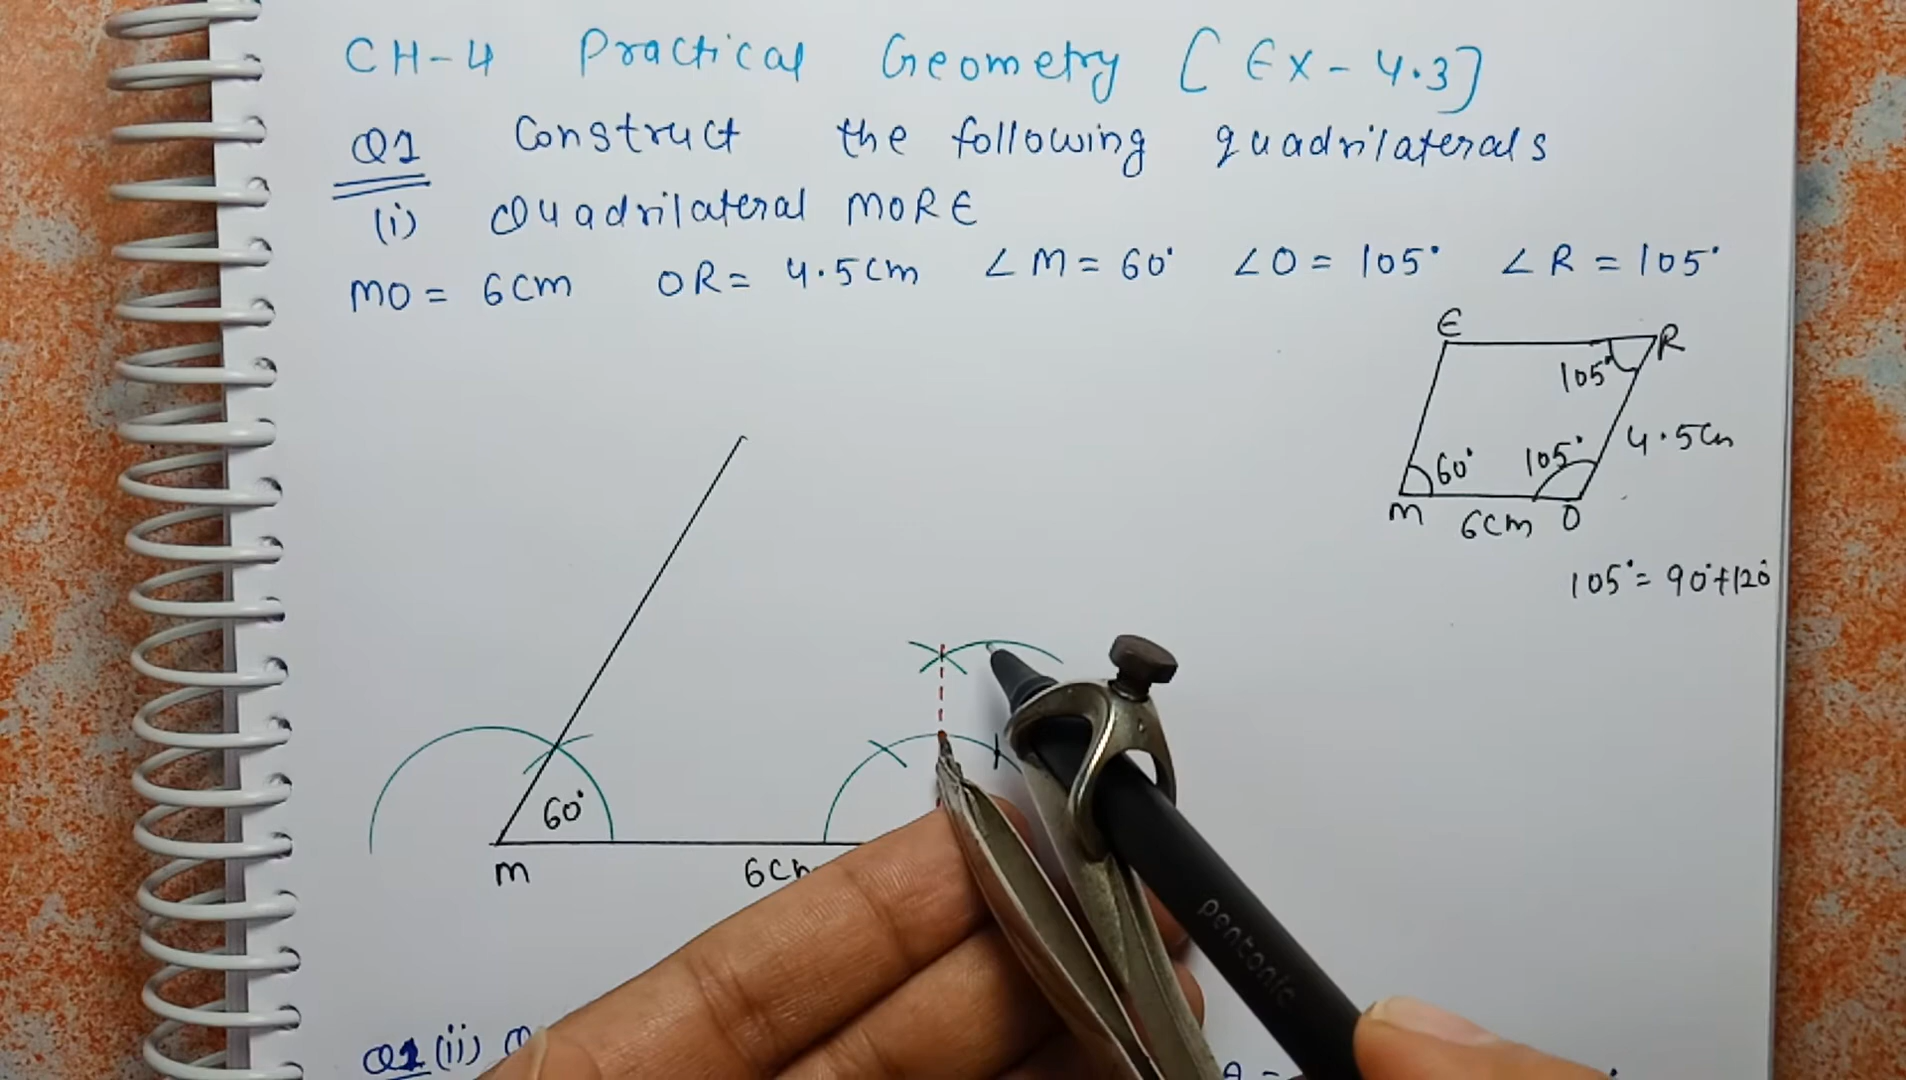 CH-4 Practical Geometry [Ex-4.3]
Q1 Construct the following quadrilaterals
(i) Quadrilateral MORE
MO = 6cm OR = 4.5cm ∠M = 60° ∠O = 105° ∠R = 105°
E R
105°
4.5cm
60° 105°
M 6cm O
105° = 90°+120
60°
M
pentonic
Q1 (ii)